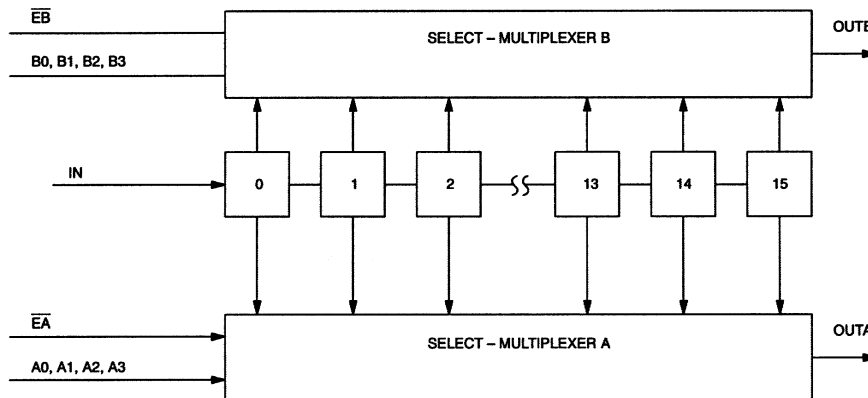 EB
SELECT – MULTIPLEXER B
OUTB
B0, B1, B2, B3
IN
0 1 2 13 14 15
EA
SELECT – MULTIPLEXER A
OUTA
A0, A1, A2, A3